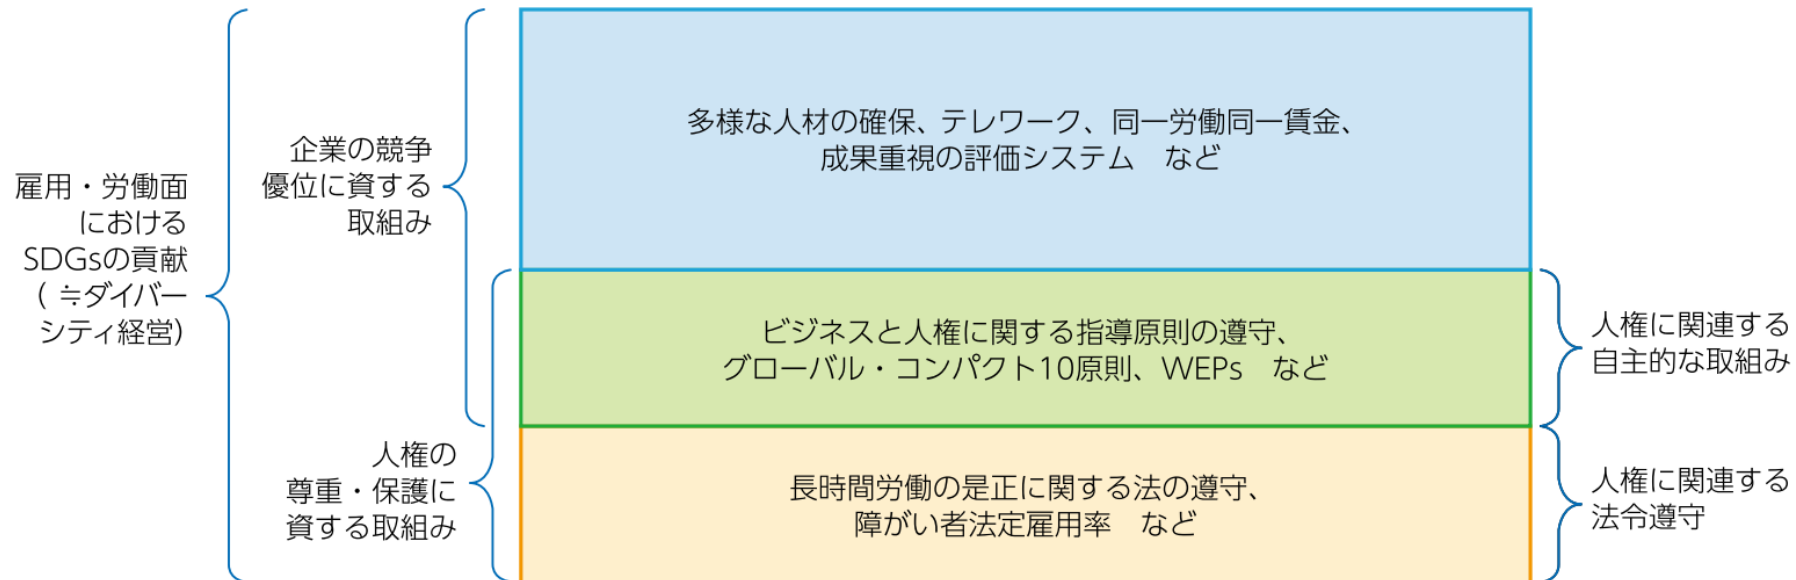 雇用・労働面
における
SDGsの貢献
(≒ダイバー
シティ経営)
企業の競争
優位に資する
取組み
人権の
尊重・保護に
資する取組み
多様な人材の確保、テレワーク、同一労働同一賃金、
成果重視の評価システム　など
ビジネスと人権に関する指導原則の遵守、
グローバル・コンパクト10原則、WEPs　など
長時間労働の是正に関する法の遵守、
障がい者法定雇用率　など
人権に関連する
自主的な取組み
人権に関連する
法令遵守